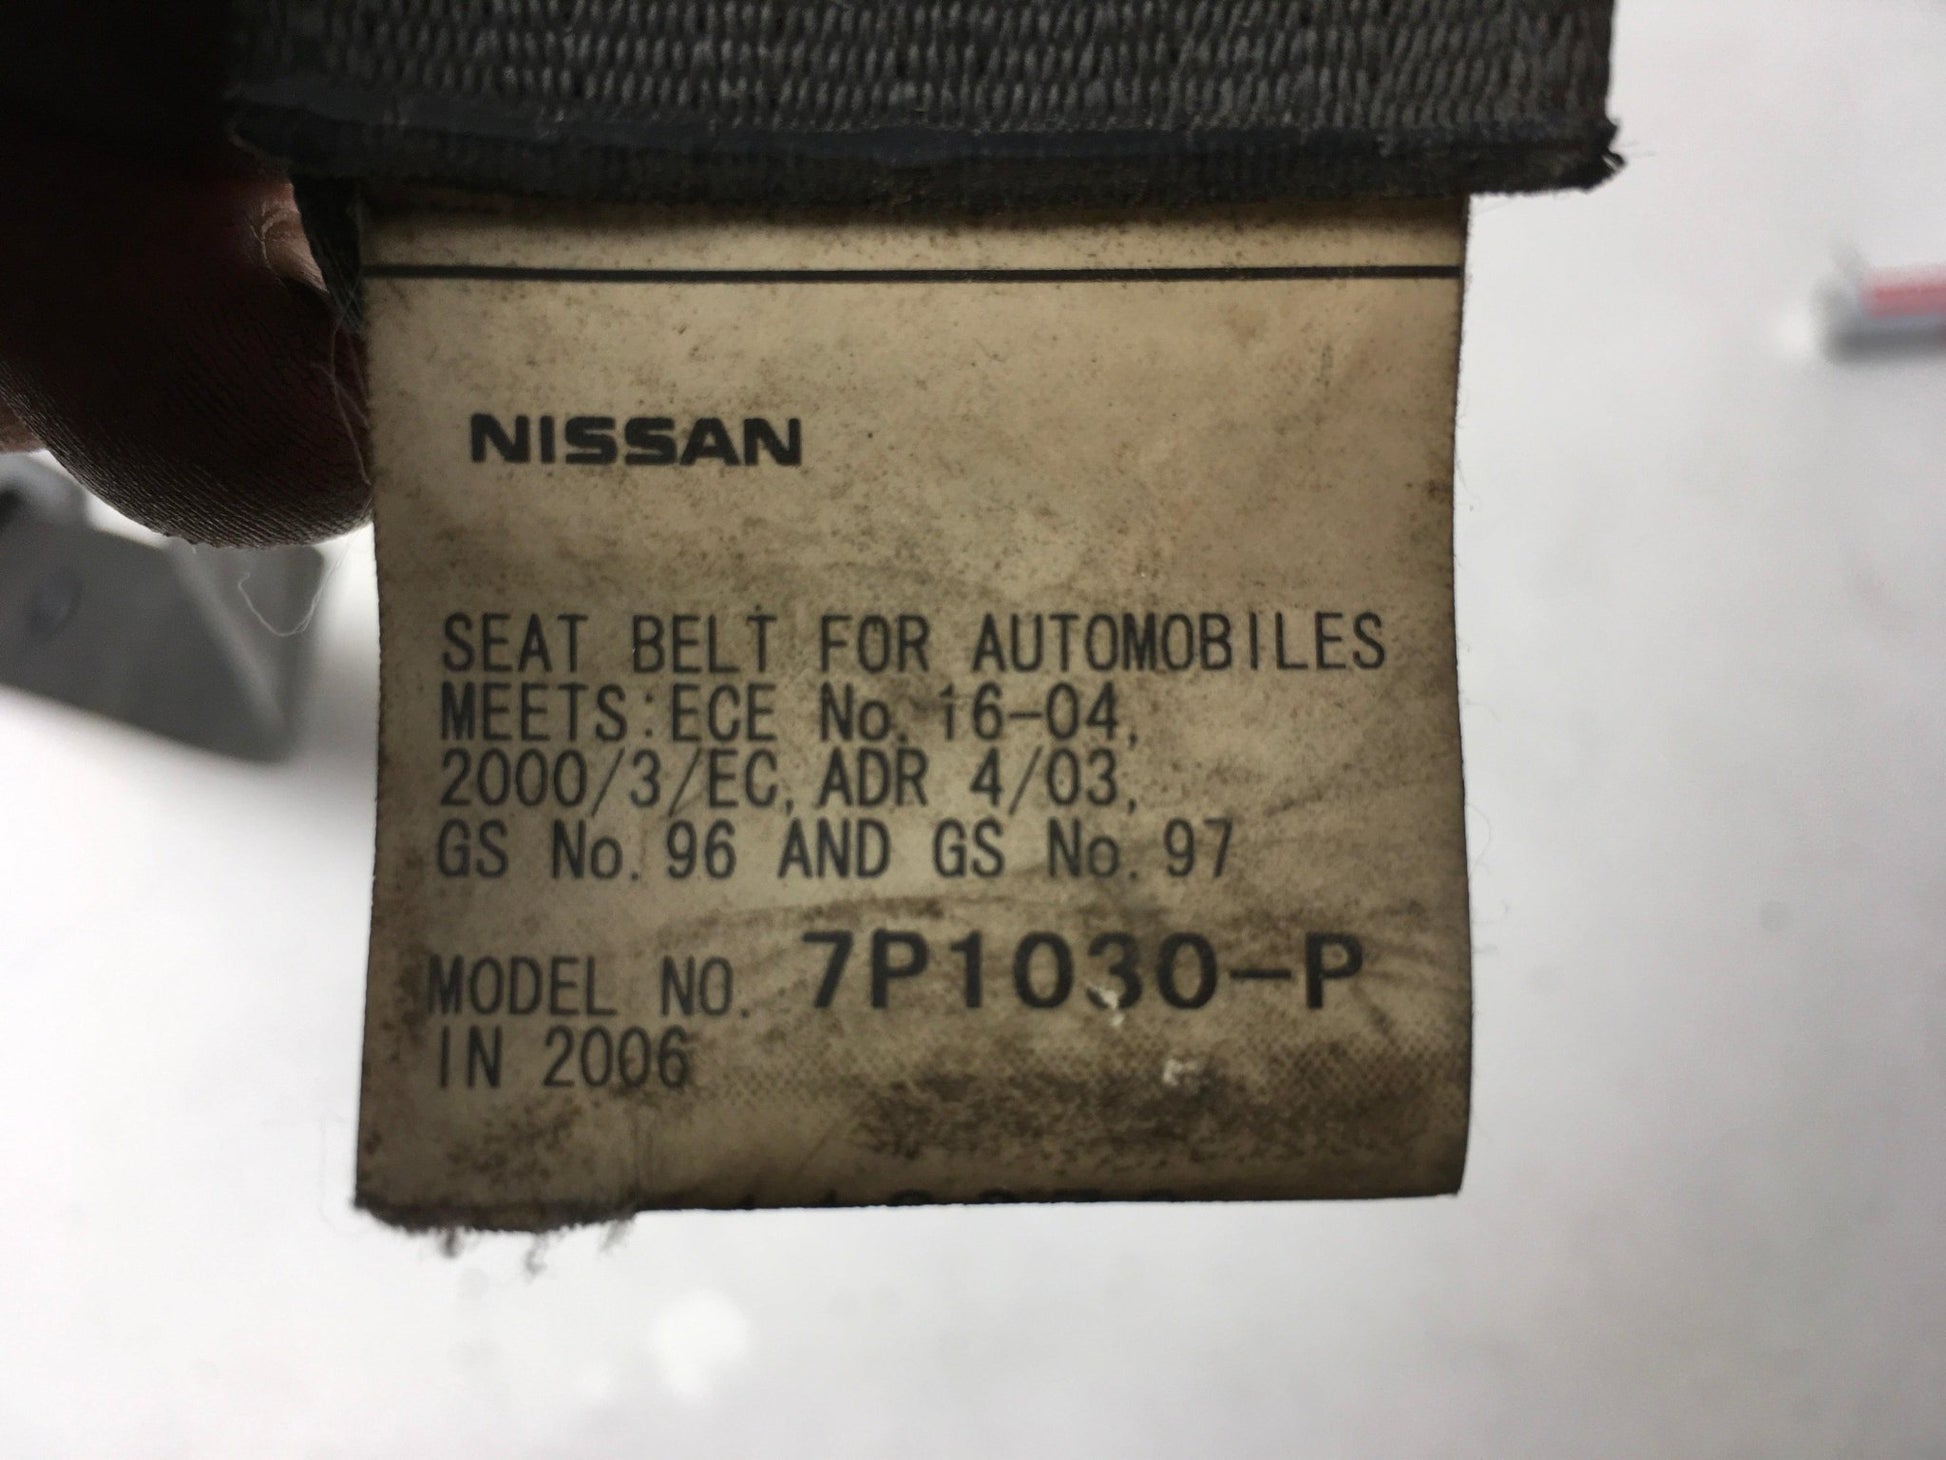 NISSAN
SEAT BELT FOR AUTOMOBILES
MEETS:ECE No. 16-04,
2000/3/EC, ADR 4/03,
GS No. 96 AND GS No. 97
MODEL NO. 7P1030-P
IN 2006